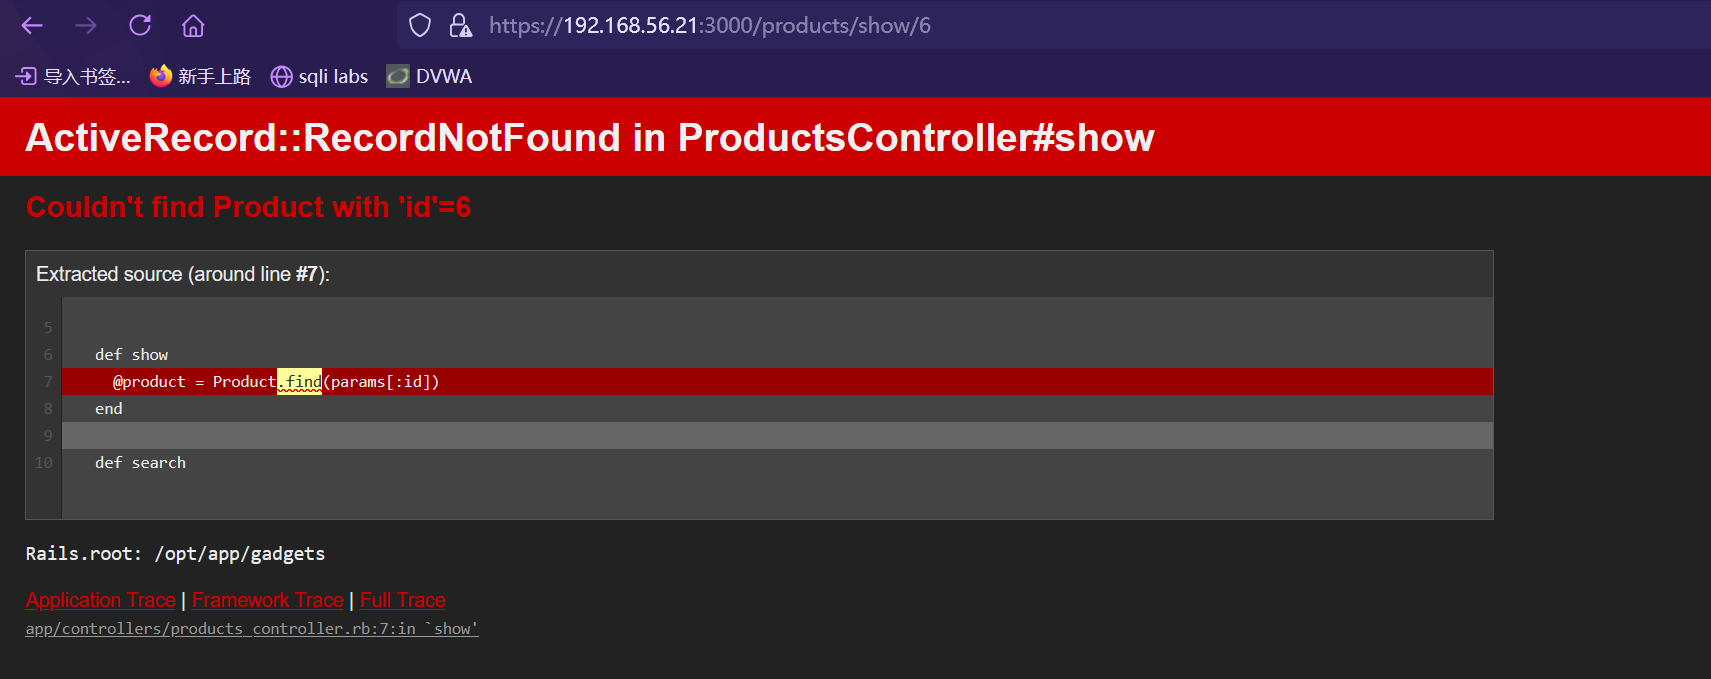 https://192.168.56.21:3000/products/show/6
导入书签... 新手上路 sqli labs DVWA
ActiveRecord::RecordNotFound in ProductsController#show
Couldn't find Product with 'id'=6
Extracted source (around line #7):
5
6 def show
7 @product = Product.find(params[:id])
8 end
9
10 def search
Rails.root: /opt/app/gadgets
Application Trace | Framework Trace | Full Trace
app/controllers/products_controller.rb:7:in `show'